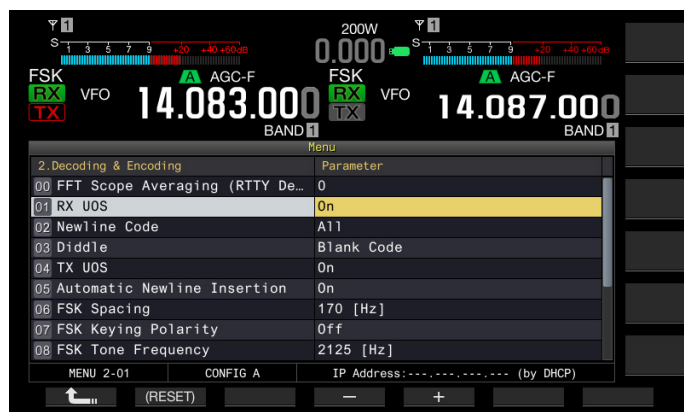 1 200W 1
S 1 3 5 7 9 +20 +40 +60dB 0.000 S 1 3 5 7 9 +20 +40 +60dB
FSK A AGC-F FSK A AGC-F
RX VFO 14.083.000 RX VFO 14.087.000
TX TX
BAND 1 BAND 1
Menu
2.Decoding & Encoding Parameter
00 FFT Scope Averaging (RTTY De… 0
01 RX UOS On
02 Newline Code All
03 Diddle Blank Code
04 TX UOS On
05 Automatic Newline Insertion On
06 FSK Spacing 170 [Hz]
07 FSK Keying Polarity Off
08 FSK Tone Frequency 2125 [Hz]
MENU 2-01 CONFIG A IP Address:---.---.---.--- (by DHCP)
(RESET) − +